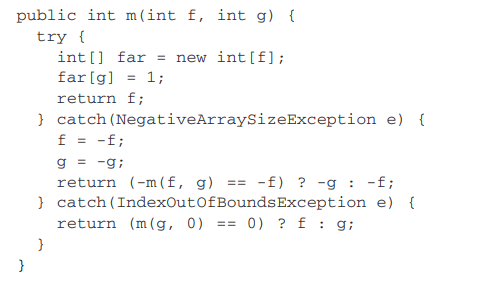 public int m(int f, int g) {
  try {
    int[] far = new int[f];
    far[g] = 1;
    return f;
  } catch(NegativeArraySizeException e) {
    f = -f;
    g = -g;
    return (-m(f, g) == -f) ? -g : -f;
  } catch(IndexOutOfBoundsException e) {
    return (m(g, 0) == 0) ? f : g;
  }
}